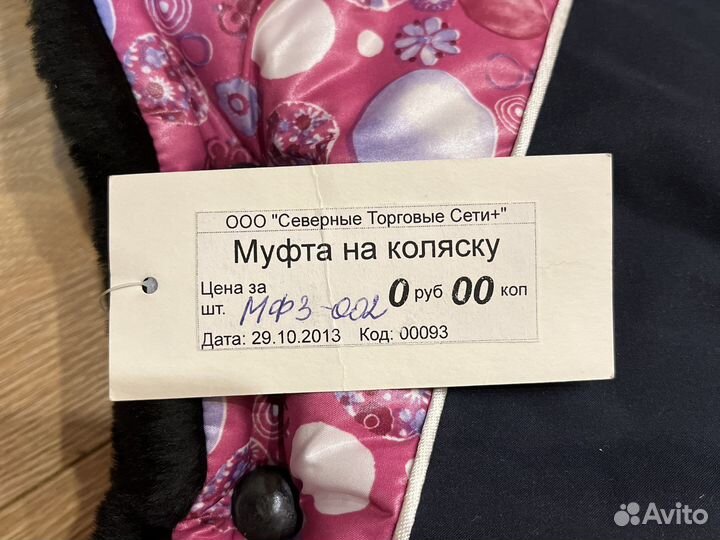 ООО "Северные Торговые Сети+"
Муфта на коляску
Цена за шт. МФЗ-002 0 руб 00 коп
Дата: 29.10.2013 Код: 00093
Avito